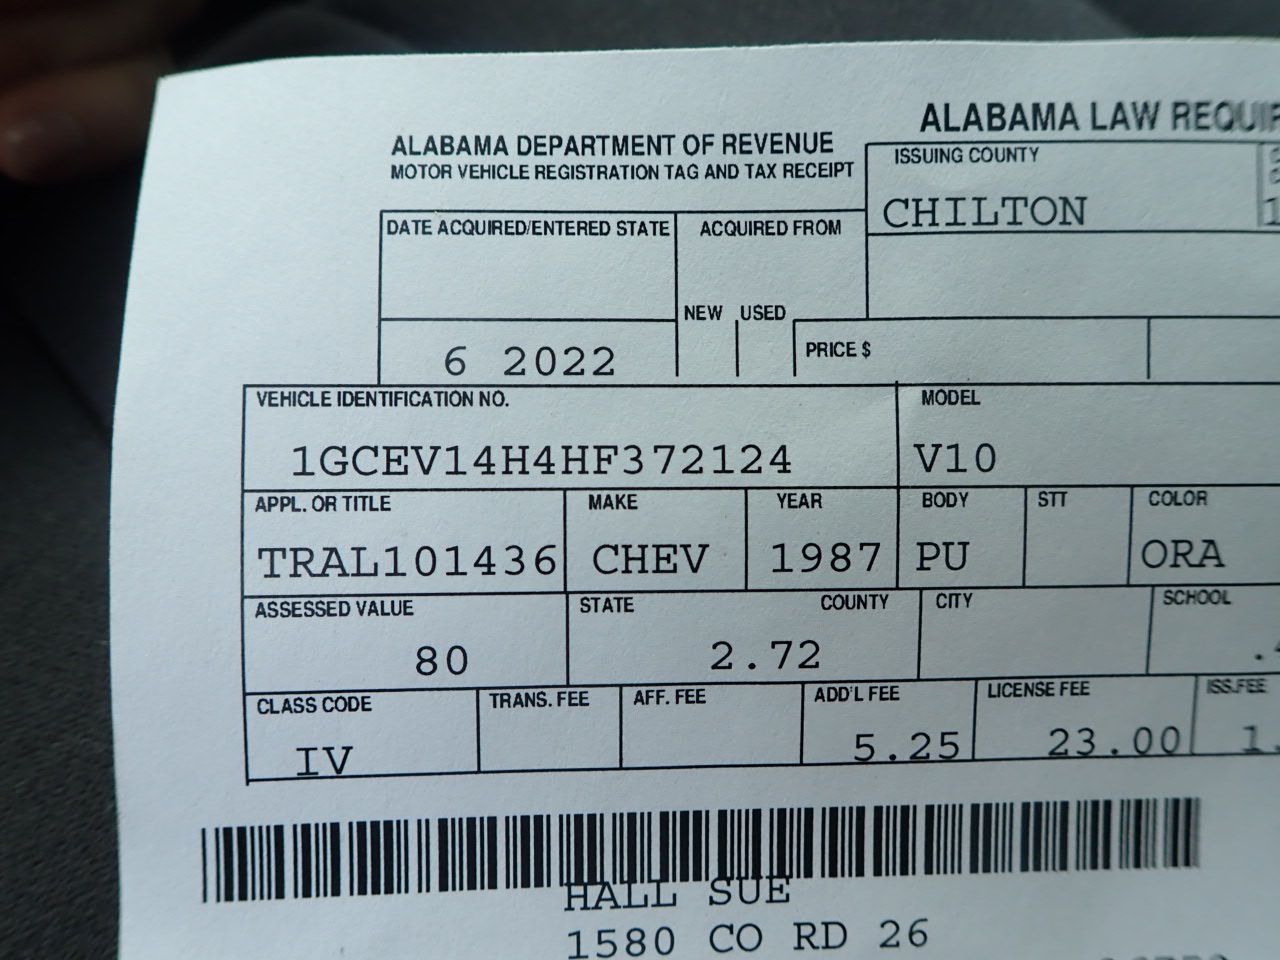 ALABAMA LAW
ALABAMA DEPARTMENT OF REVENUE
MOTOR VEHICLE REGISTRATION TAG AND TAX RECEIPT
ISSUING COUNTY
CHILTON
DATE ACQUIRED/ENTERED STATE ACQUIRED FROM
NEW USED
6 2022 PRICE $
VEHICLE IDENTIFICATION NO. MODEL
1GCEV14H4HF372124 V10
APPL. OR TITLE MAKE YEAR BODY STT COLOR
TRAL101436 CHEV 1987 PU ORA
ASSESSED VALUE STATE COUNTY CITY SCHOOL
80 2.72
CLASS CODE TRANS. FEE AFF. FEE ADD'L FEE LICENSE FEE ISS.FEE
IV 5.25 23.00 1.
HALL SUE
1580 CO RD 26